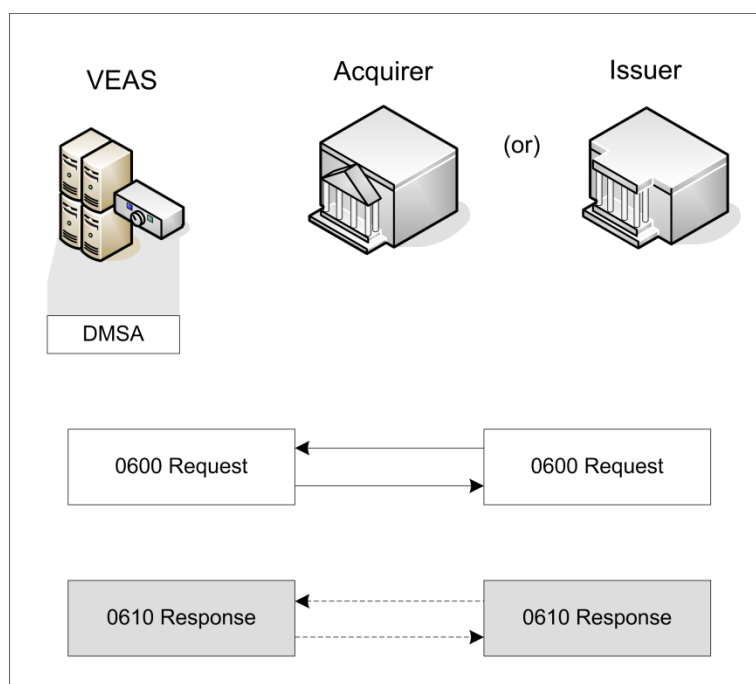 VEAS
Acquirer
(or)
Issuer
DMSA
0600 Request
0600 Request
0610 Response
0610 Response